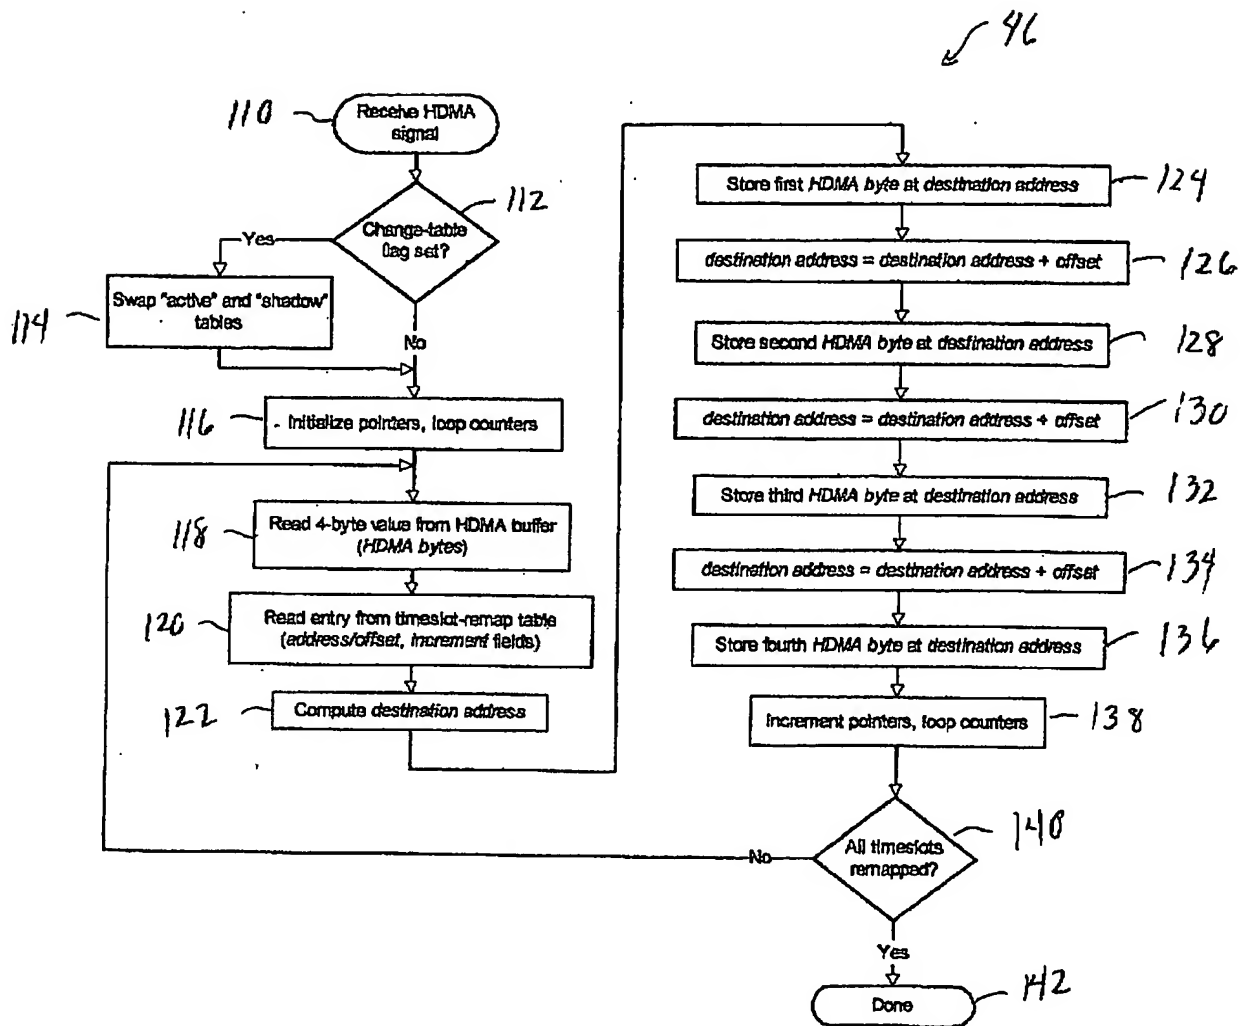 46
110
Receive HDMA
signal
112
Change-table
flag set?
Yes
No
114
Swap "active" and "shadow"
tables
116
Initialize pointers, loop counters
118
Read 4-byte value from HDMA buffer
(HDMA bytes)
120
Read entry from timeslot-remap table
(address/offset, increment fields)
122
Compute destination address
Store first HDMA byte at destination address
124
destination address = destination address + offset
126
Store second HDMA byte at destination address
128
destination address = destination address + offset
130
Store third HDMA byte at destination address
132
destination address = destination address + offset
134
Store fourth HDMA byte at destination address
136
Increment pointers, loop counters
138
All timeslots
remapped?
140
No
Yes
Done
142